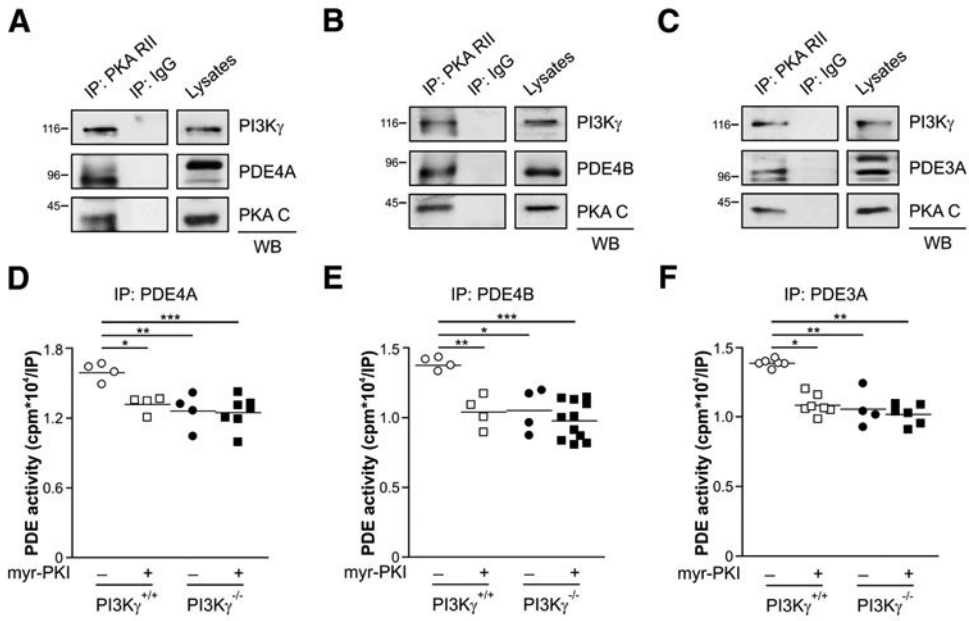 A
IP: PKA RII
IP: IgG
Lysates
116
PI3Kγ
96
PDE4A
45
PKA C
WB
B
IP: PKA RII
IP: IgG
Lysates
116
PI3Kγ
96
PDE4B
45
PKA C
WB
C
IP: PKA RII
IP: IgG
Lysates
116
PI3Kγ
96
PDE3A
45
PKA C
WB
D
IP: PDE4A
***
**
*
PDE activity (cpm*10⁴/IP)
1.8
1.2
0.6
0
myr-PKI – + – +
PI3Kγ+/+ PI3Kγ-/-
E
IP: PDE4B
***
*
**
PDE activity (cpm*10⁴/IP)
1.5
1.0
0.5
0
myr-PKI – + – +
PI3Kγ+/+ PI3Kγ-/-
F
IP: PDE3A
**
**
*
PDE activity (cpm*10⁴/IP)
1.5
1.0
0.5
0
myr-PKI – + – +
PI3Kγ+/+ PI3Kγ-/-